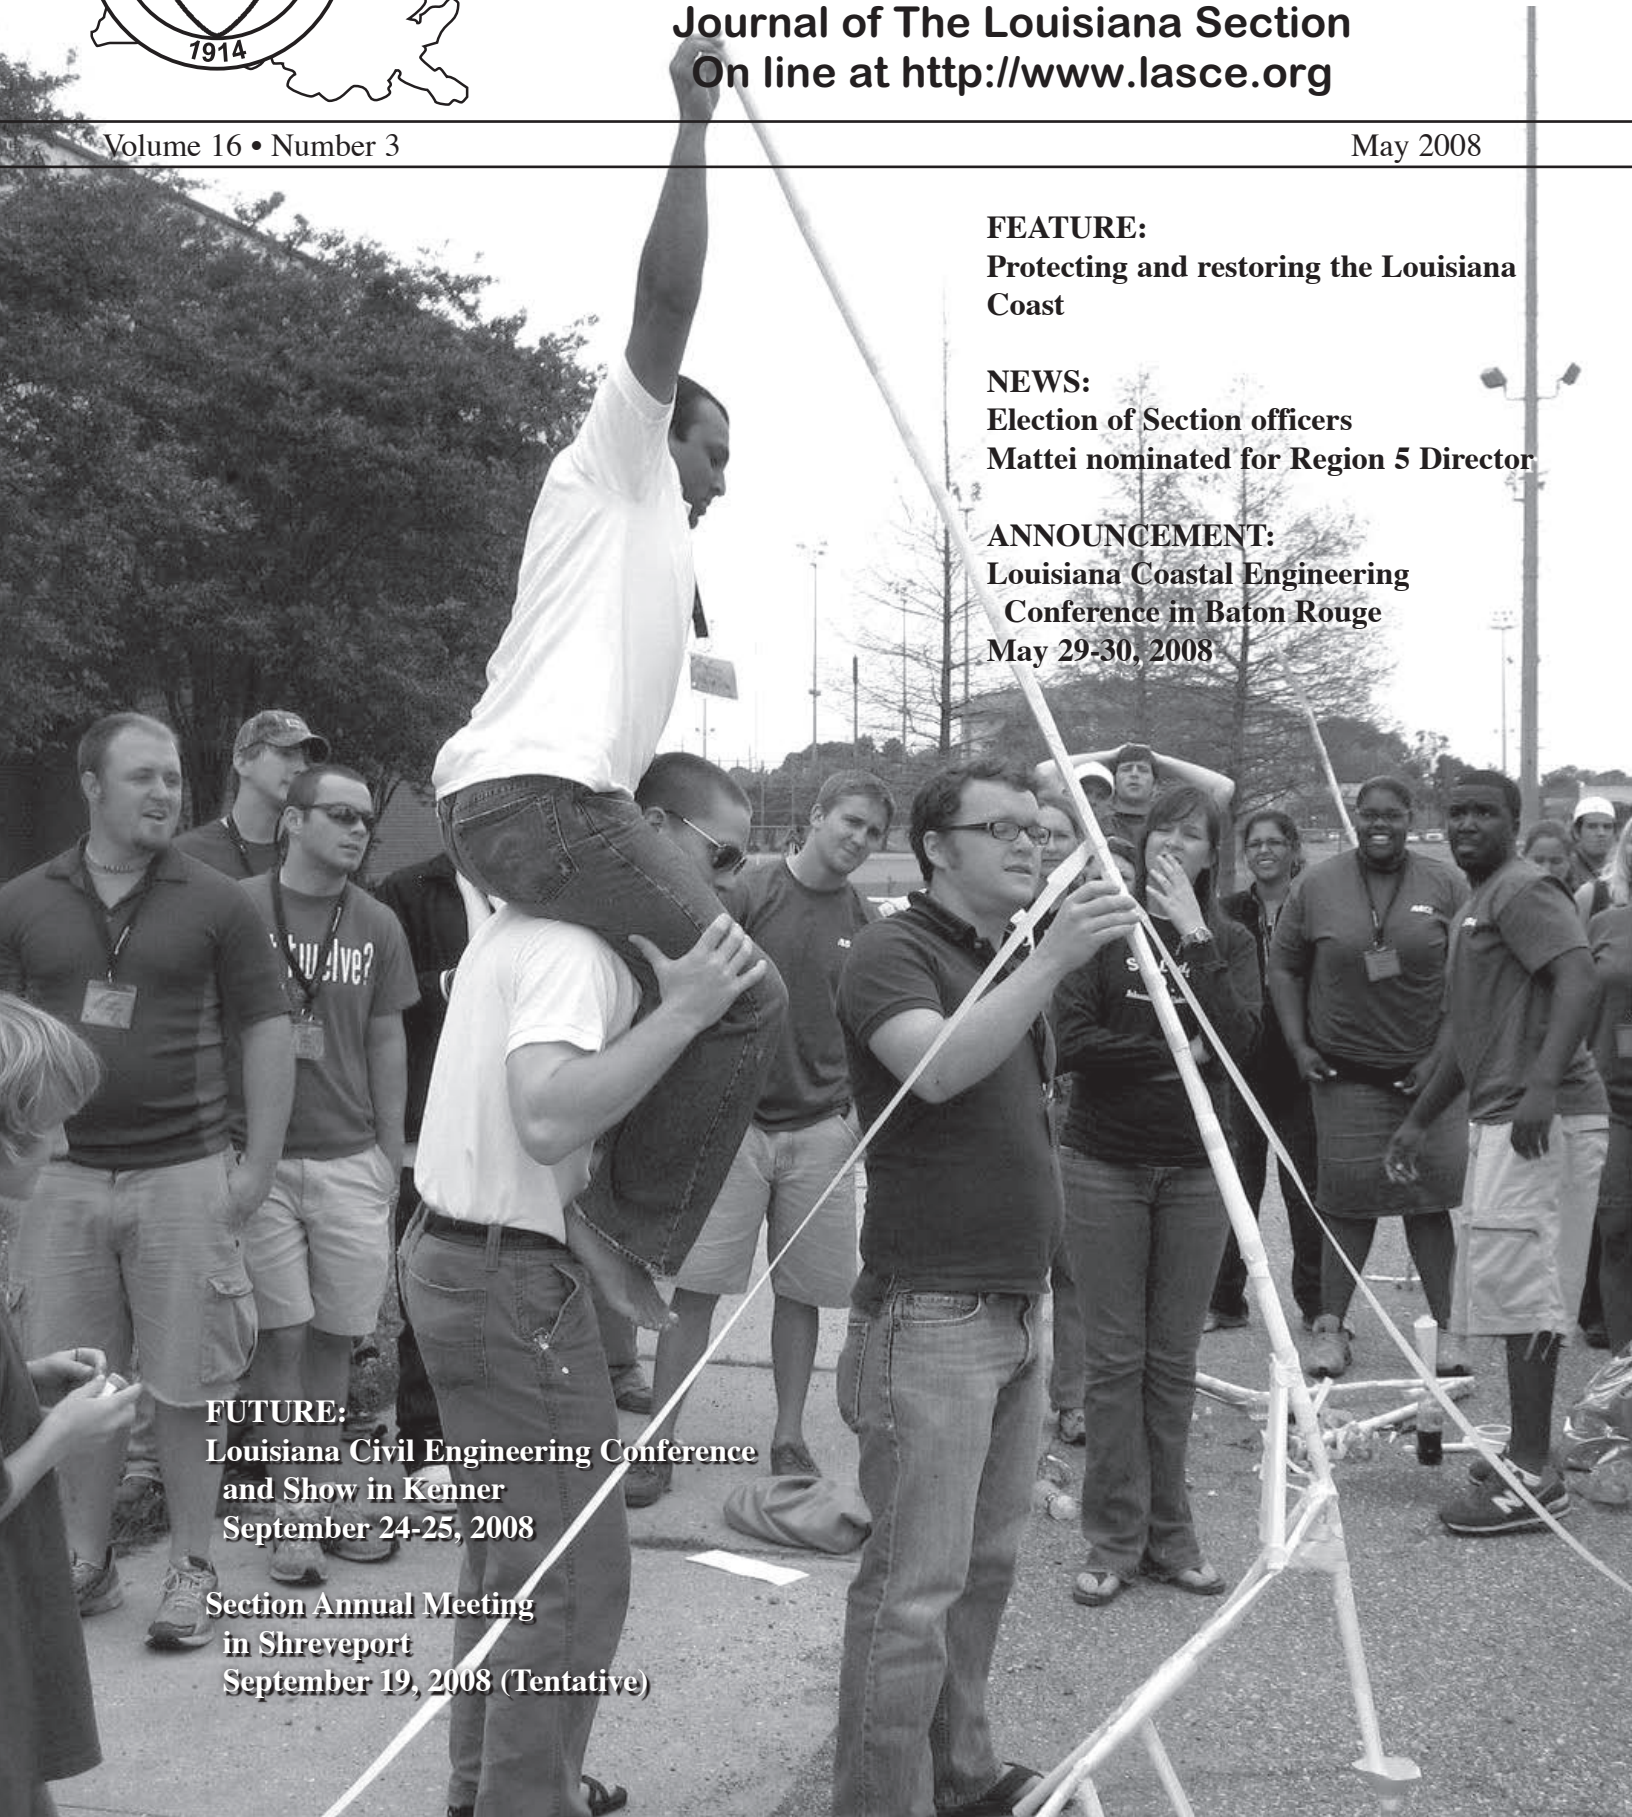 1914
Journal of The Louisiana Section
On line at http://www.lasce.org
Volume 16 • Number 3
May 2008
FEATURE:
Protecting and restoring the Louisiana
Coast
NEWS:
Election of Section officers
Mattei nominated for Region 5 Director
ANNOUNCEMENT:
Louisiana Coastal Engineering
Conference in Baton Rouge
May 29-30, 2008
twelve?
FUTURE:
Louisiana Civil Engineering Conference
and Show in Kenner
September 24-25, 2008
Section Annual Meeting
in Shreveport
September 19, 2008 (Tentative)
N